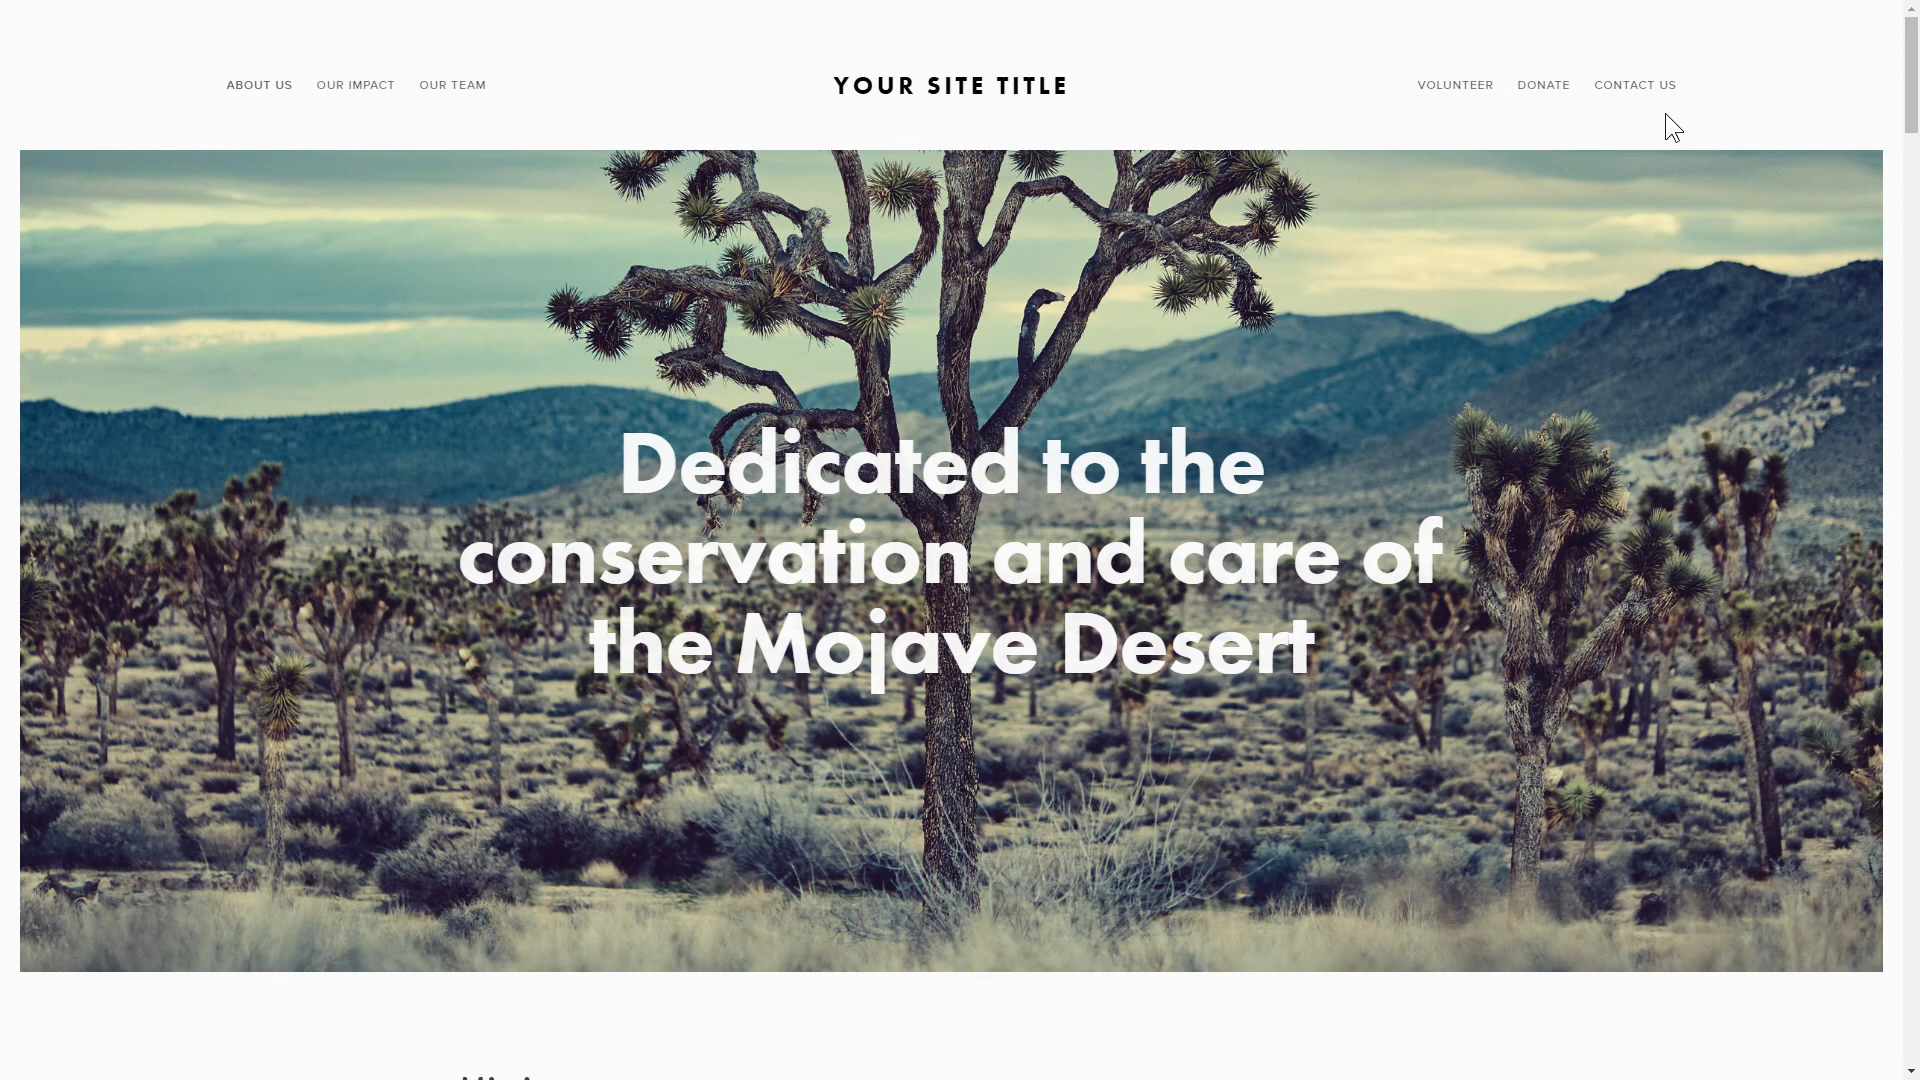 ABOUT US OUR IMPACT OUR TEAM YOUR SITE TITLE VOLUNTEER DONATE CONTACT US
Dedicated to the
conservation and care of
the Mojave Desert